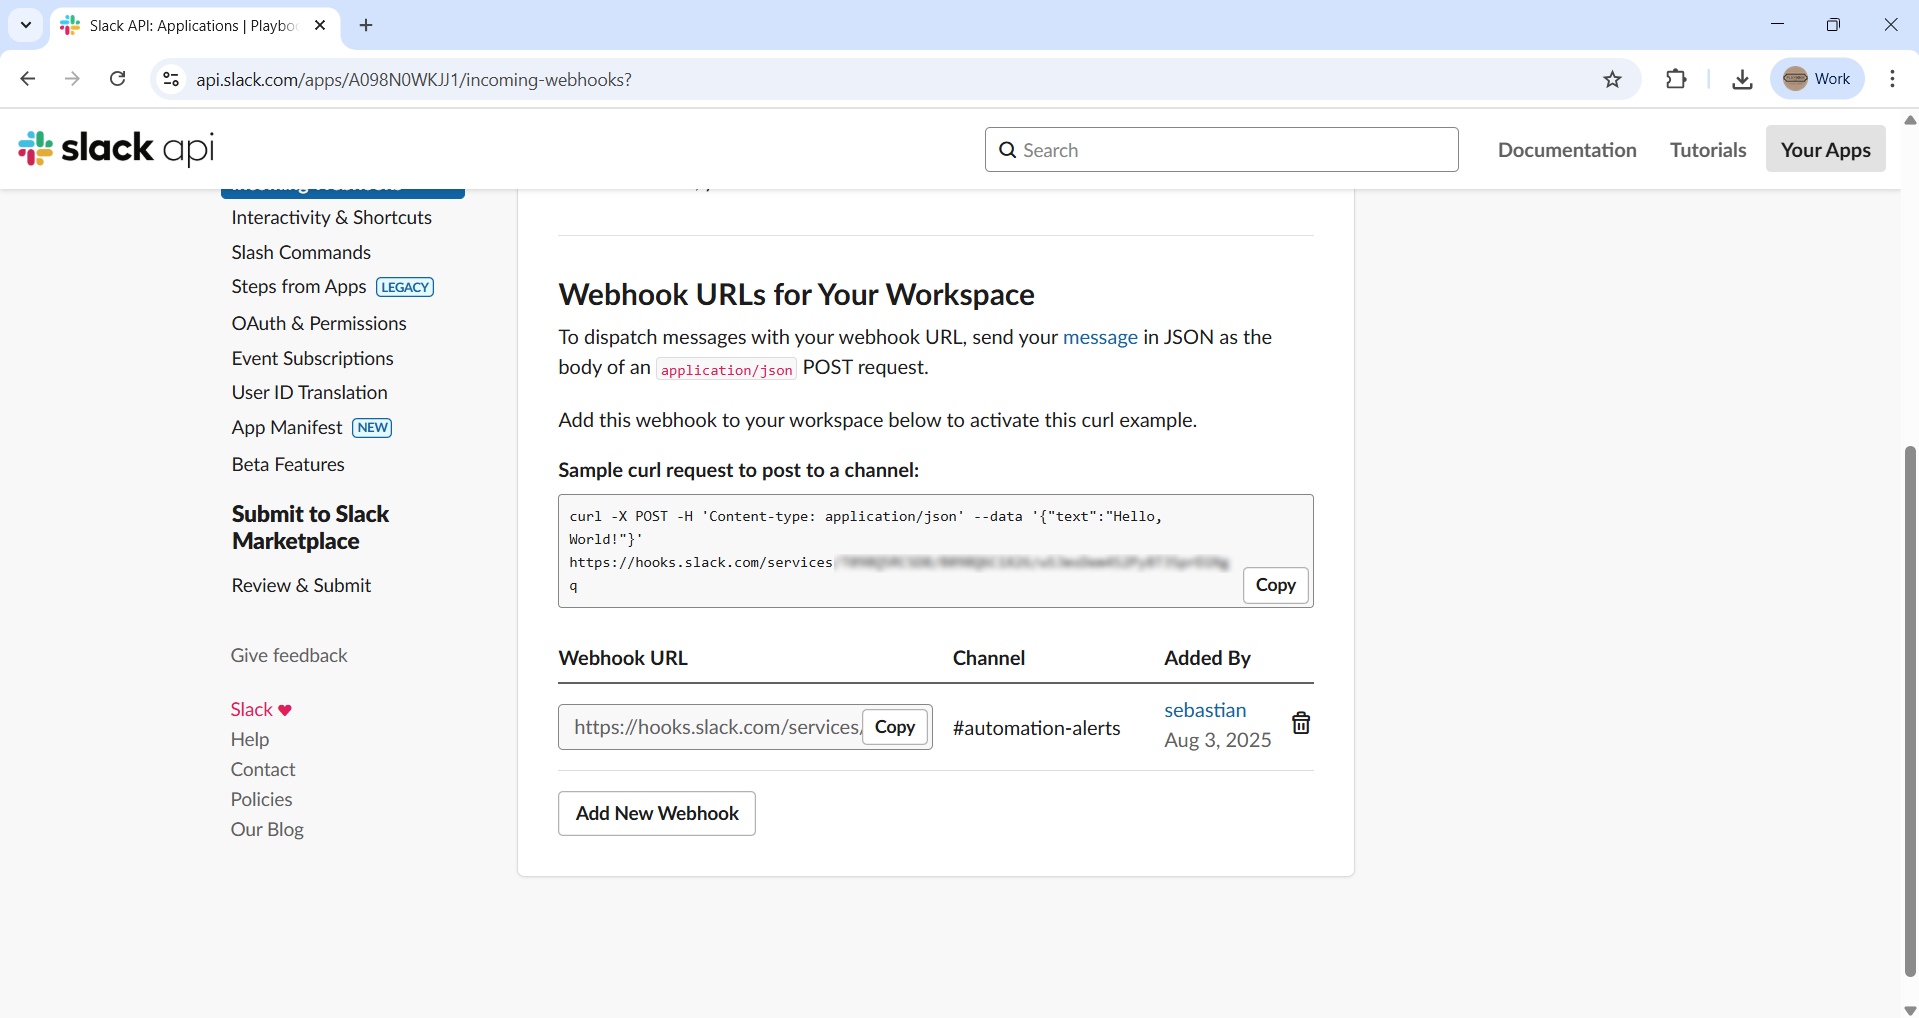 Slack API: Applications | Playbo
api.slack.com/apps/A098N0WKJJ1/incoming-webhooks?
Work
slack api
Search
Documentation
Tutorials
Your Apps
Incoming Webhooks
Interactivity & Shortcuts
Slash Commands
Steps from Apps LEGACY
OAuth & Permissions
Event Subscriptions
User ID Translation
App Manifest NEW
Beta Features
Submit to Slack
Marketplace
Review & Submit
Give feedback
Slack
Help
Contact
Policies
Our Blog
Webhook URLs for Your Workspace
To dispatch messages with your webhook URL, send your message in JSON as the
body of an application/json POST request.
Add this webhook to your workspace below to activate this curl example.
Sample curl request to post to a channel:
curl -X POST -H 'Content-type: application/json' --data '{"text":"Hello,
World!"}'
https://hooks.slack.com/services
q
Copy
Webhook URL
Channel
Added By
https://hooks.slack.com/services/
Copy
#automation-alerts
sebastian
Aug 3, 2025
Add New Webhook